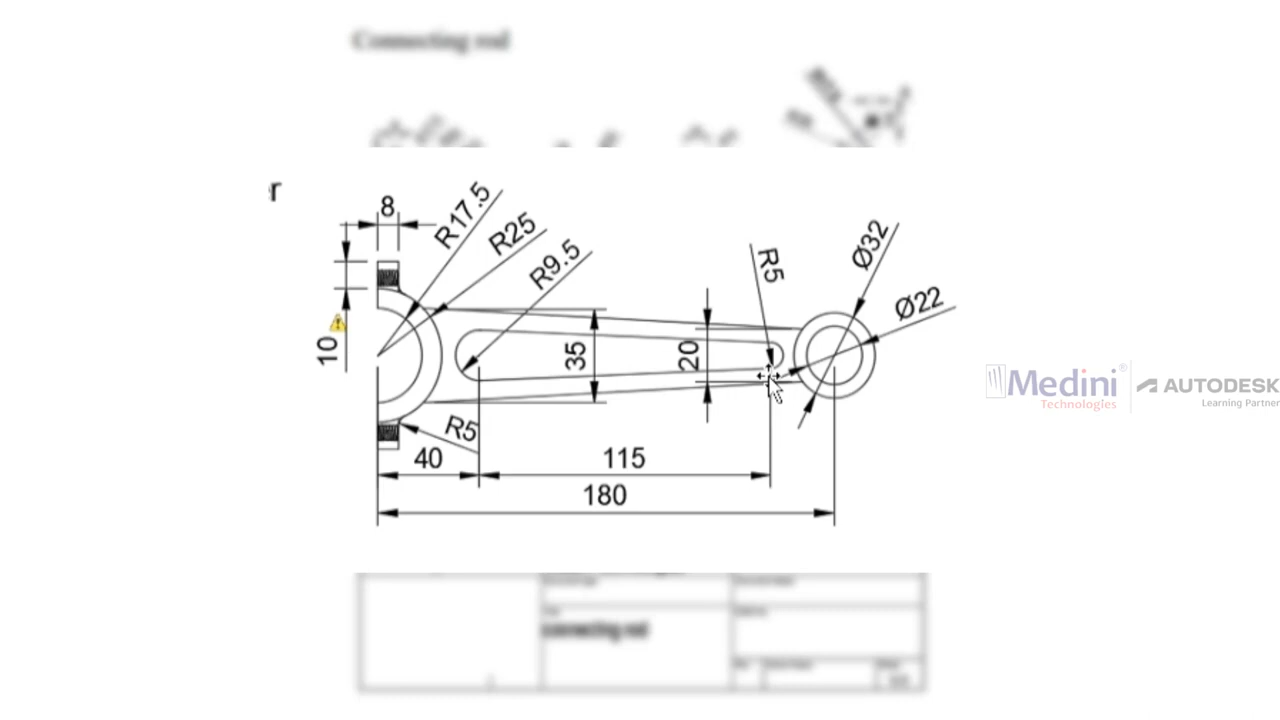 Connecting rod
r
8
R17.5
R25
R9.5
R5
Ø32
Ø22
10
35
20
R5
40
115
180
Medini®
Technologies
AUTODESK
Learning Partner
connecting rod